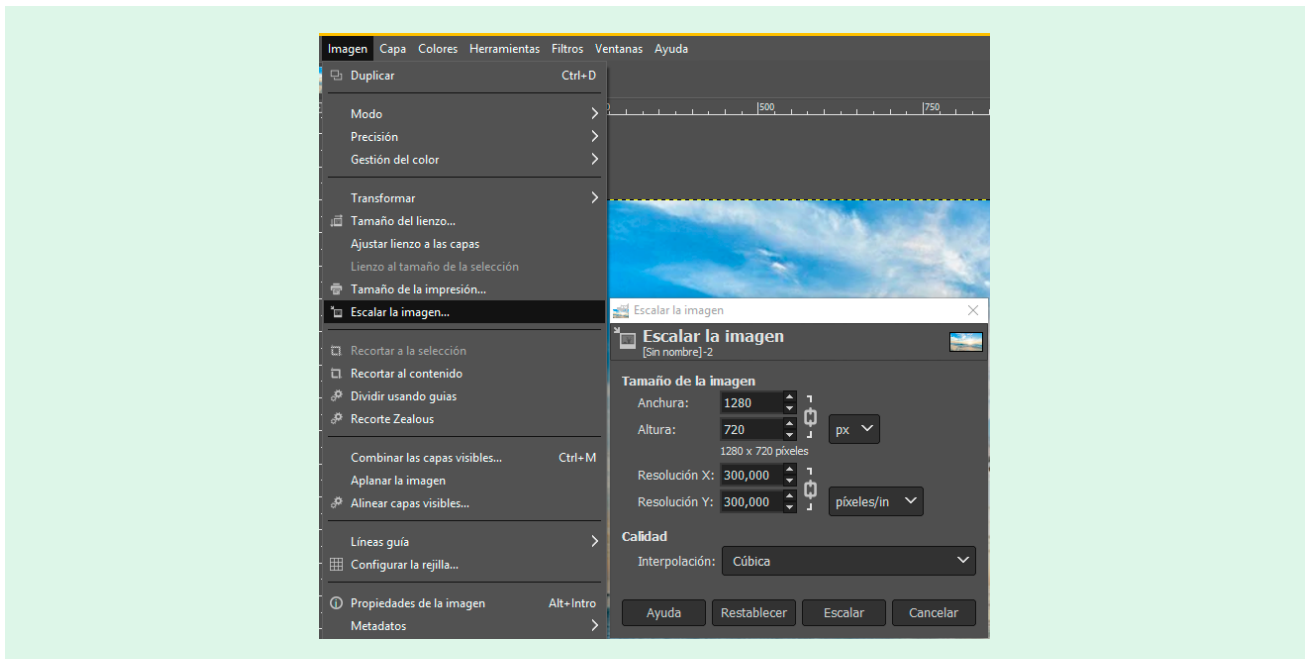 Imagen Capa Colores Herramientas Filtros Ventanas Ayuda
Duplicar Ctrl+D
500 750
Modo
Precisión
Gestión del color
Transformar
Tamaño del lienzo...
Ajustar lienzo a las capas
Lienzo al tamaño de la selección
Tamaño de la impresión...
Escalar la imagen...
Recortar a la selección
Recortar al contenido
Dividir usando guias
Recorte Zealous
Combinar las capas visibles... Ctrl+M
Aplanar la imagen
Alinear capas visibles...
Líneas guía
Configurar la rejilla...
Propiedades de la imagen Alt+Intro
Metadatos
Escalar la imagen
Escalar la imagen
[Sin nombre]-2
Tamaño de la imagen
Anchura: 1280
Altura: 720 px
1280 x 720 píxeles
Resolución X: 300,000
Resolución Y: 300,000 píxeles/in
Calidad
Interpolación: Cúbica
Ayuda Restablecer Escalar Cancelar